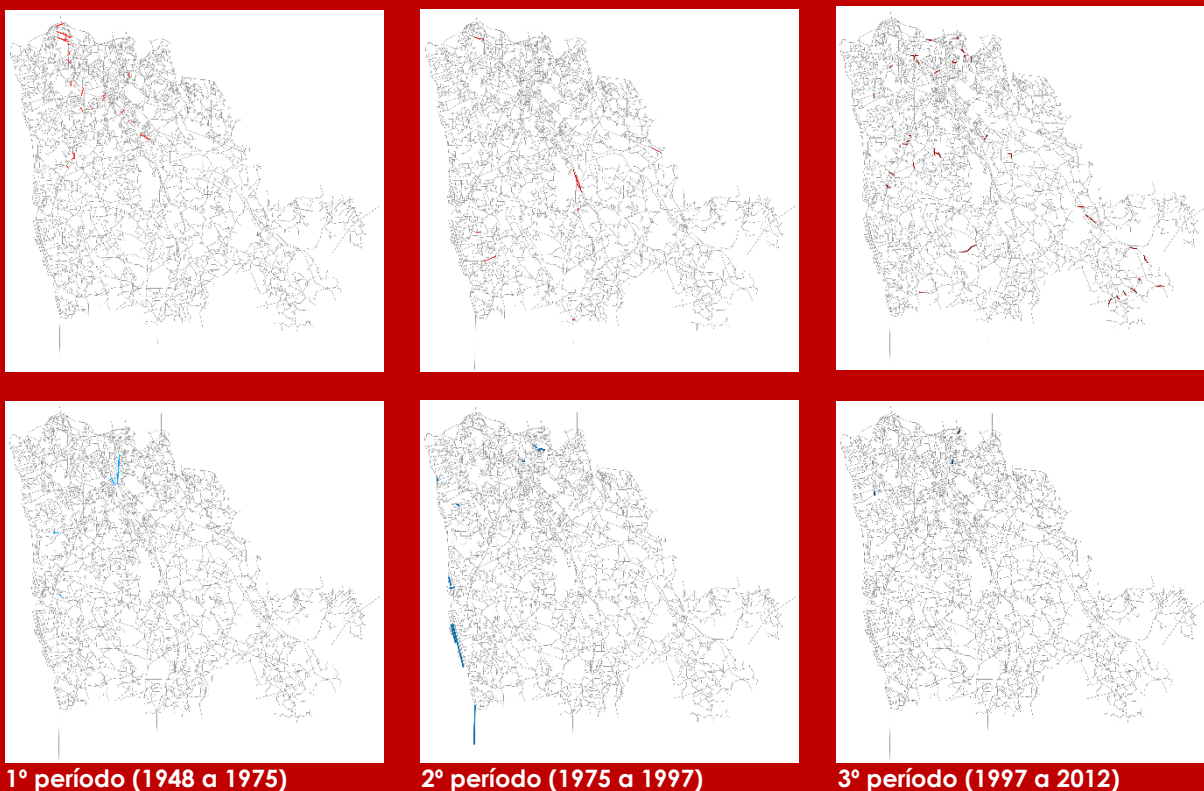 1º período (1948 a 1975)
2º período (1975 a 1997)
3º período (1997 a 2012)